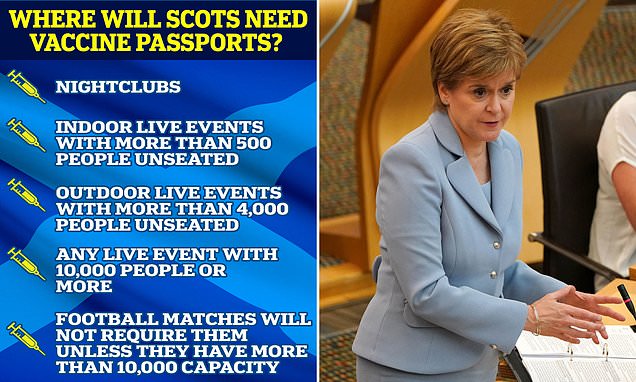 WHERE WILL SCOTS NEED
VACCINE PASSPORTS?
NIGHTCLUBS
INDOOR LIVE EVENTS
WITH MORE THAN 500
PEOPLE UNSEATED
OUTDOOR LIVE EVENTS
WITH MORE THAN 4,000
PEOPLE UNSEATED
ANY LIVE EVENT WITH
10,000 PEOPLE OR
MORE
FOOTBALL MATCHES WILL
NOT REQUIRE THEM
UNLESS THEY HAVE MORE
THAN 10,000 CAPACITY